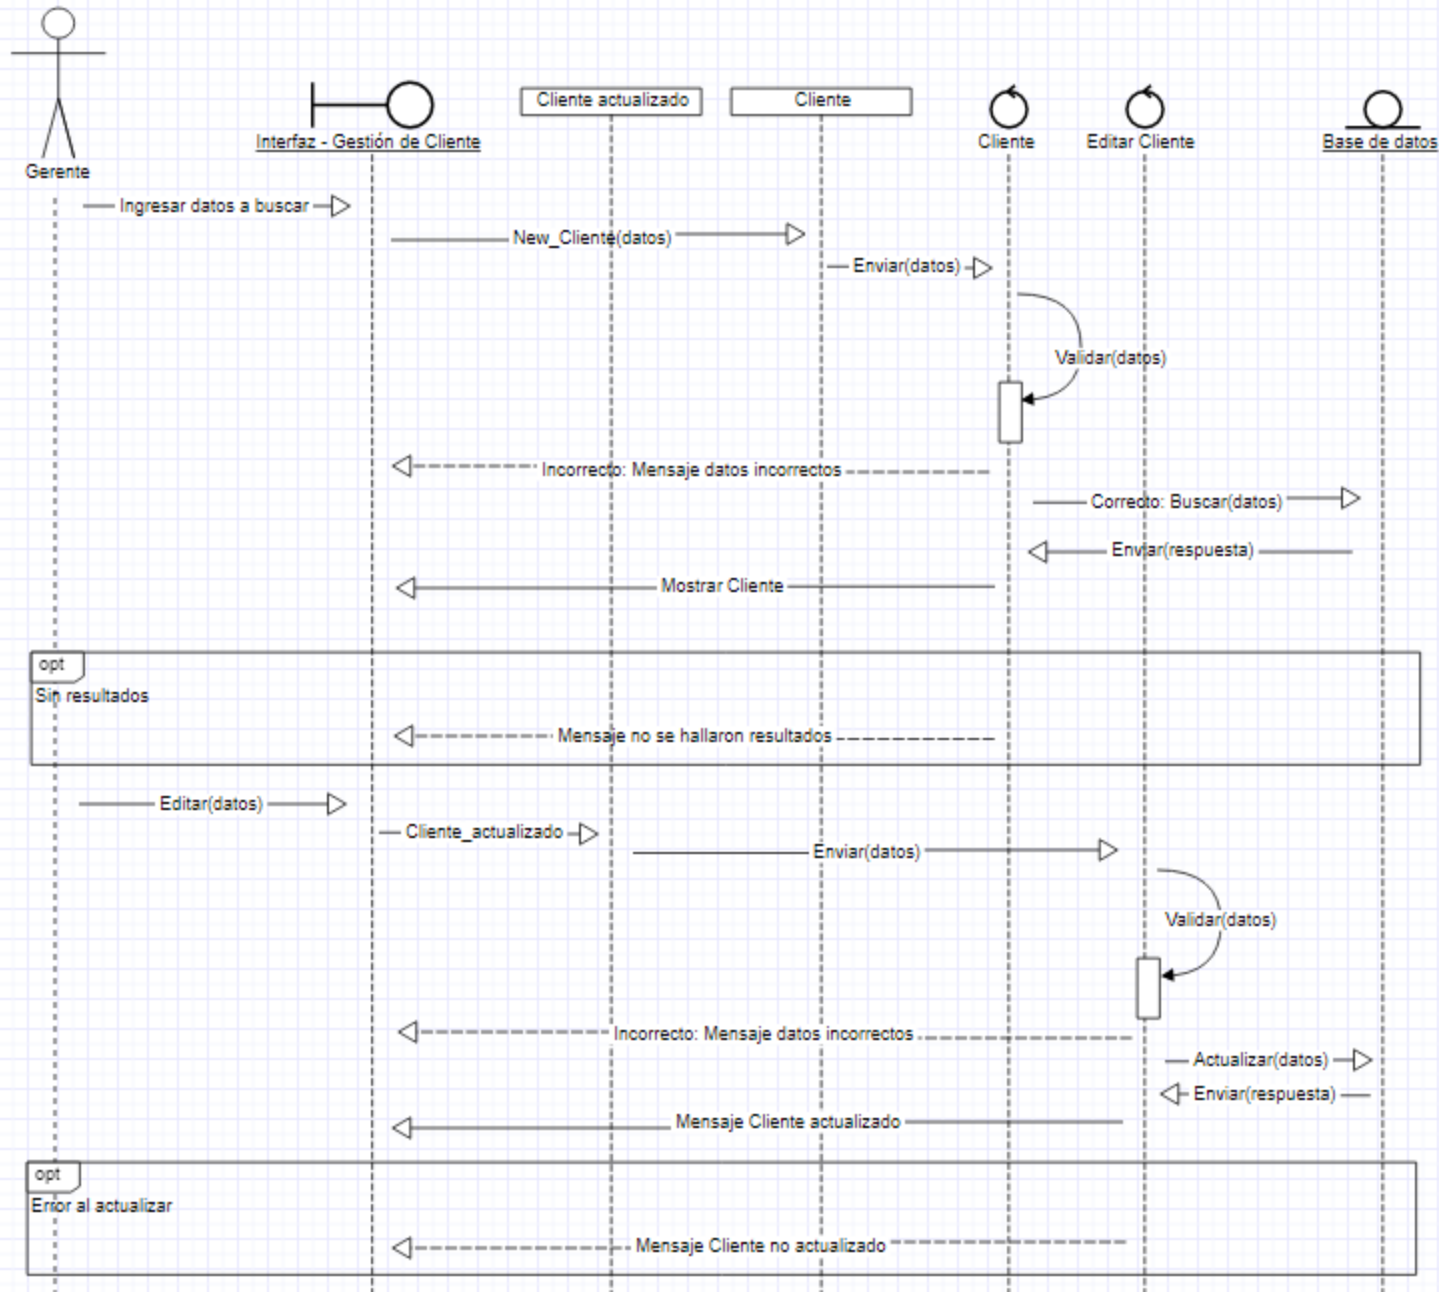 Cliente actualizado
Cliente
Interfaz - Gestión de Cliente
Cliente
Editar Cliente
Base de datos
Gerente
Ingresar datos a buscar
New_Cliente(datos)
Enviar(datos)
Validar(datos)
Incorrecto: Mensaje datos incorrectos
Correcto: Buscar(datos)
Enviar(respuesta)
Mostrar Cliente
opt
Sin resultados
Mensaje no se hallaron resultados
Editar(datos)
Cliente_actualizado
Enviar(datos)
Validar(datos)
Incorrecto: Mensaje datos incorrectos
Actualizar(datos)
Enviar(respuesta)
Mensaje Cliente actualizado
opt
Error al actualizar
Mensaje Cliente no actualizado